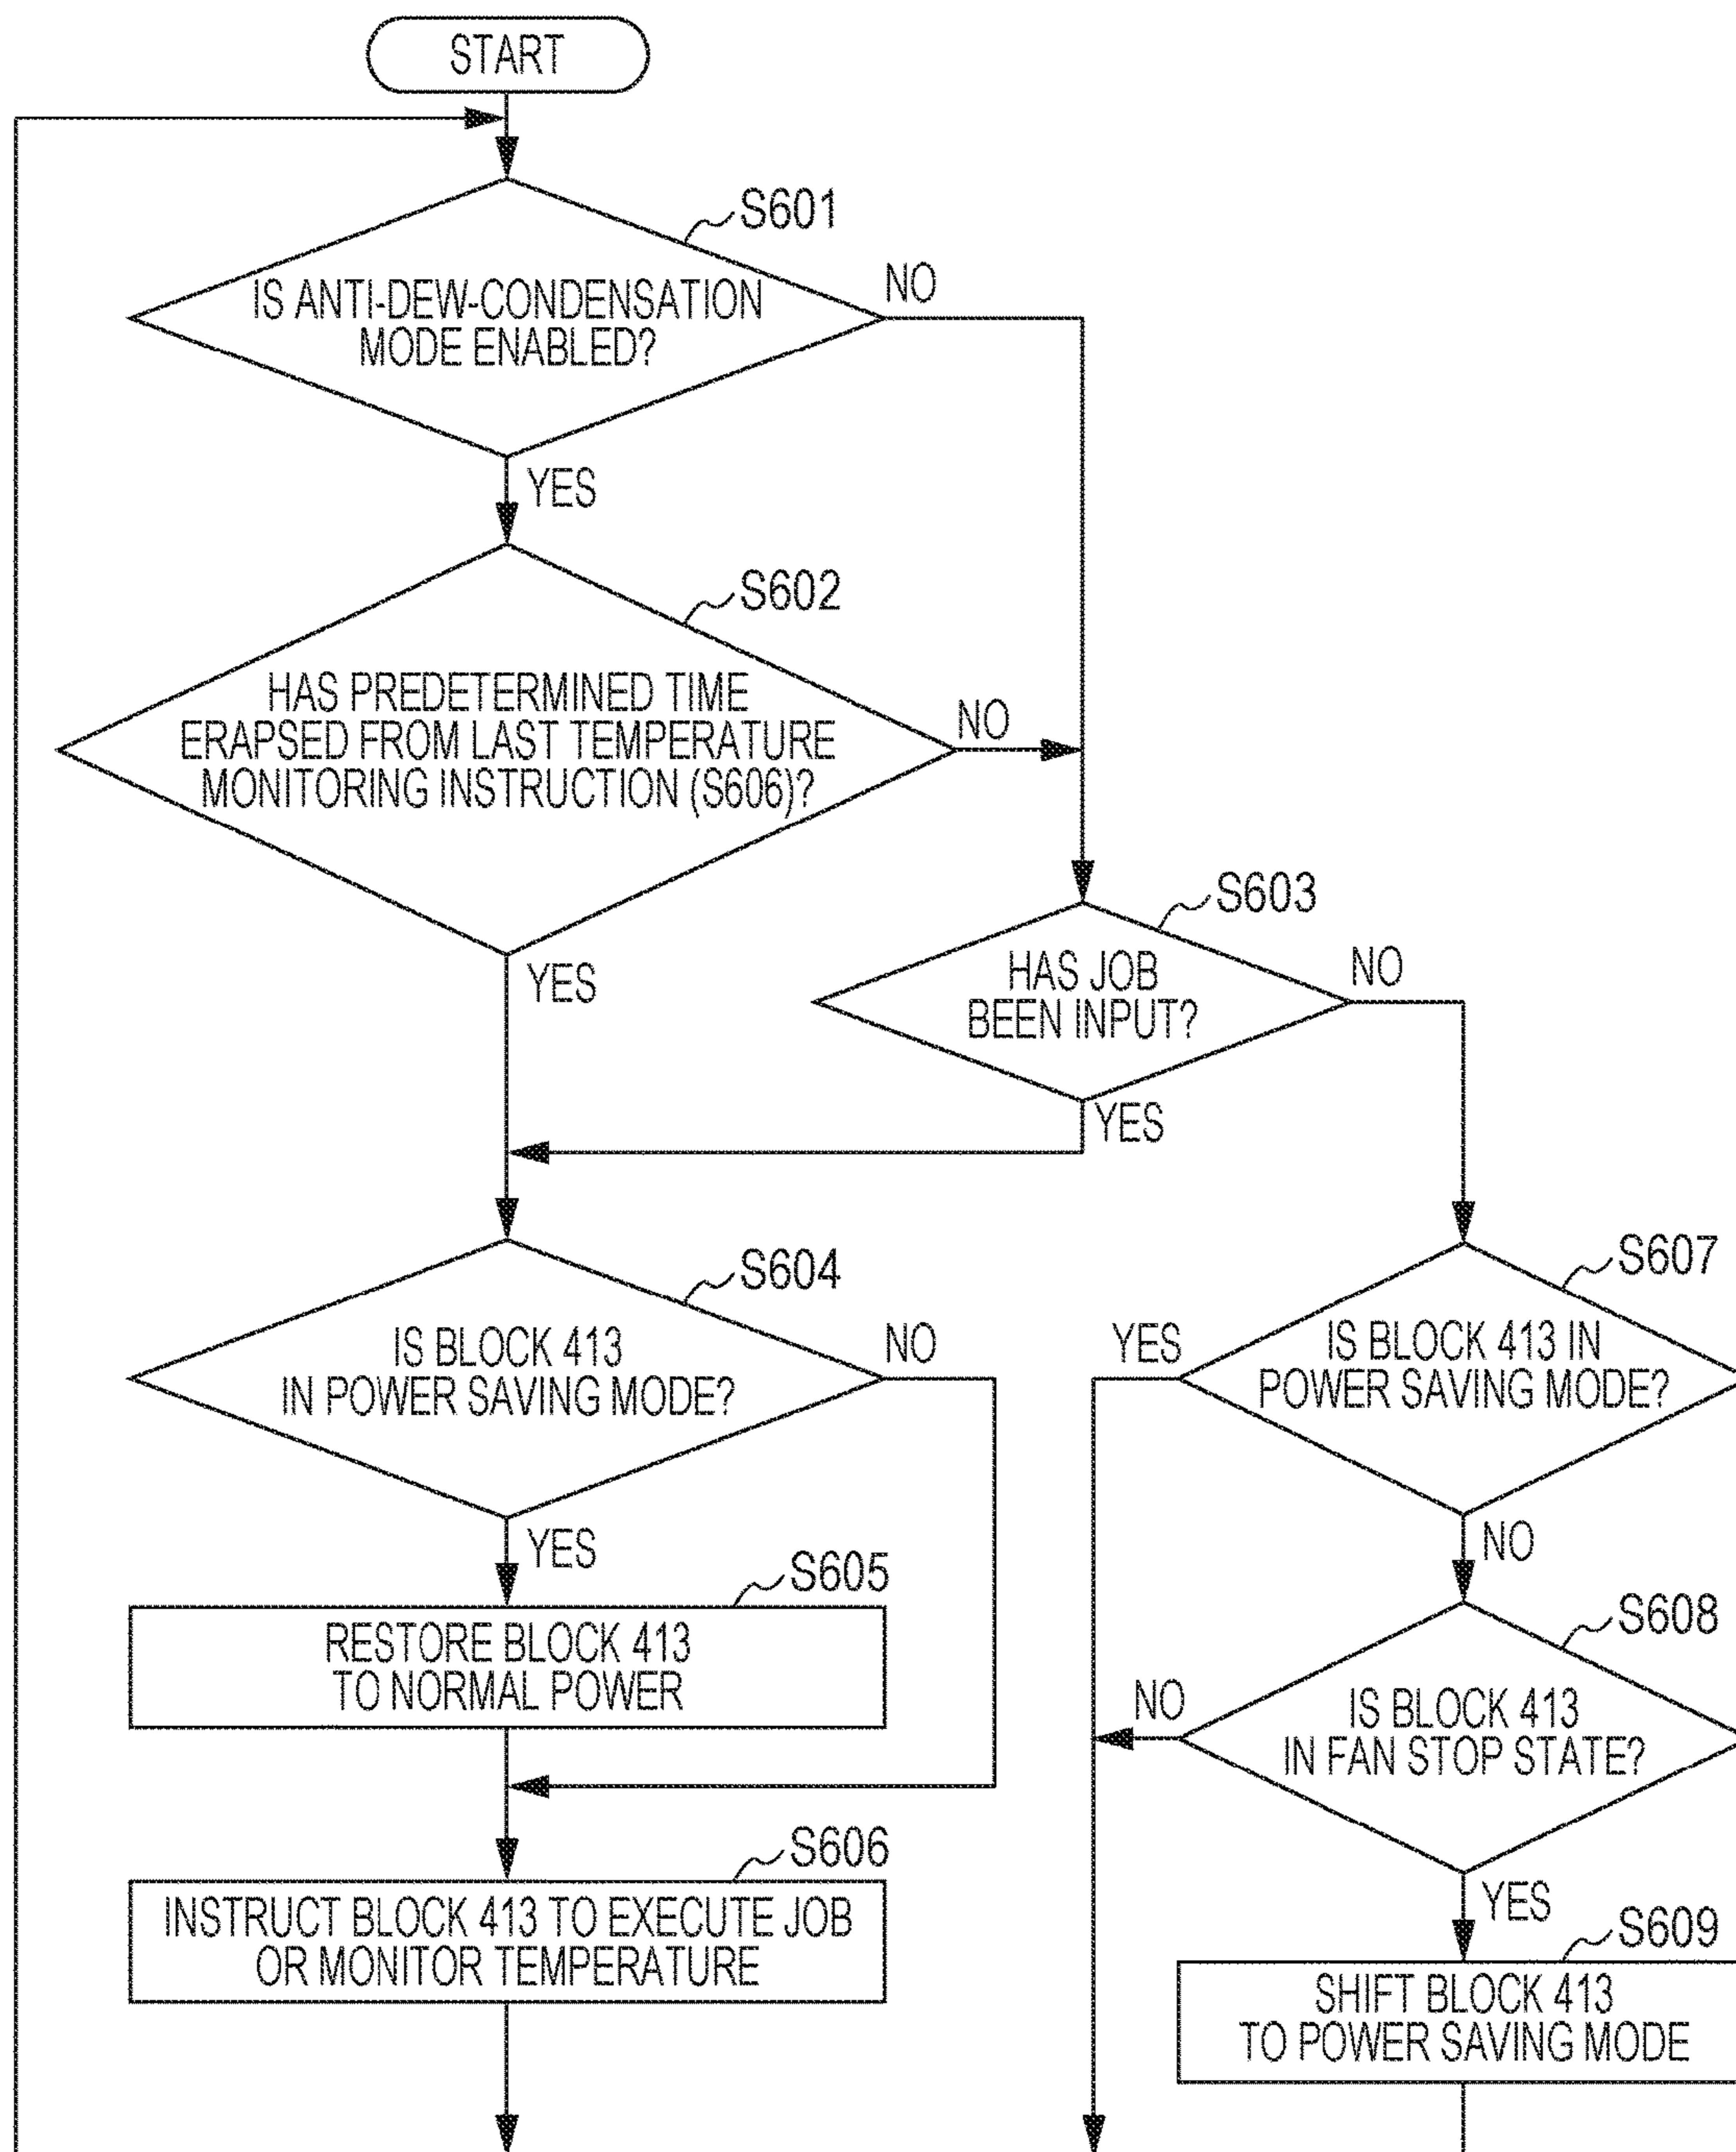 START
S601
IS ANTI-DEW-CONDENSATION
MODE ENABLED?
NO
YES
S602
HAS PREDETERMINED TIME
ERAPSED FROM LAST TEMPERATURE
MONITORING INSTRUCTION (S606)?
NO
YES
S603
HAS JOB
BEEN INPUT?
NO
YES
S604
IS BLOCK 413
IN POWER SAVING MODE?
NO
YES
S605
RESTORE BLOCK 413
TO NORMAL POWER
S606
INSTRUCT BLOCK 413 TO EXECUTE JOB
OR MONITOR TEMPERATURE
S607
IS BLOCK 413 IN
POWER SAVING MODE?
YES
NO
S608
IS BLOCK 413
IN FAN STOP STATE?
NO
YES
S609
SHIFT BLOCK 413
TO POWER SAVING MODE